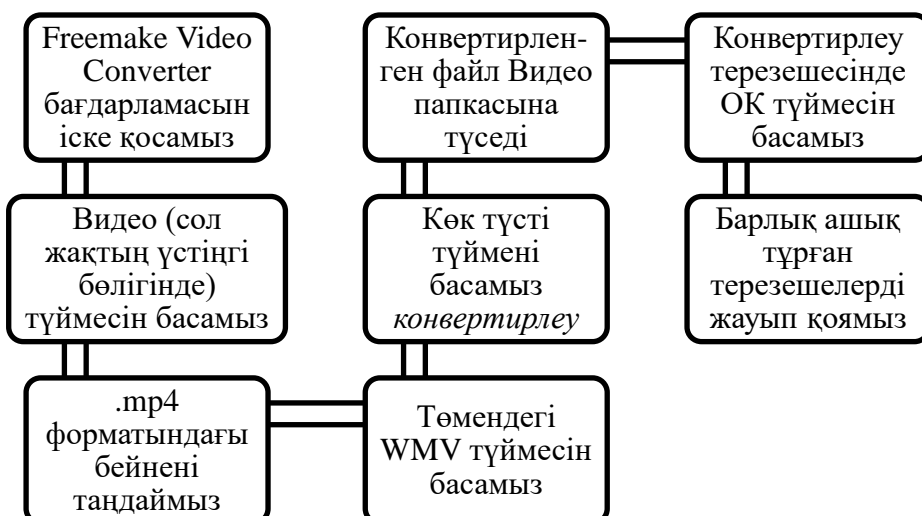 Freemake Video
Converter
бағдарламасын
іске қосамыз
Видео (сол
жақтың үстіңгі
бөлігінде)
түймесін басамыз
.mp4
форматындағы
бейнені
таңдаймыз
Төмендегі
WMV түймесін
басамыз
Көк түсті
түймені
басамыз
конвертирлеу
Конвертирлен-
ген файл Видео
папкасына
түседі
Конвертирлеу
терезешесінде
ОК түймесін
басамыз
Барлық ашық
тұрған
терезешелерді
жауып қоямыз